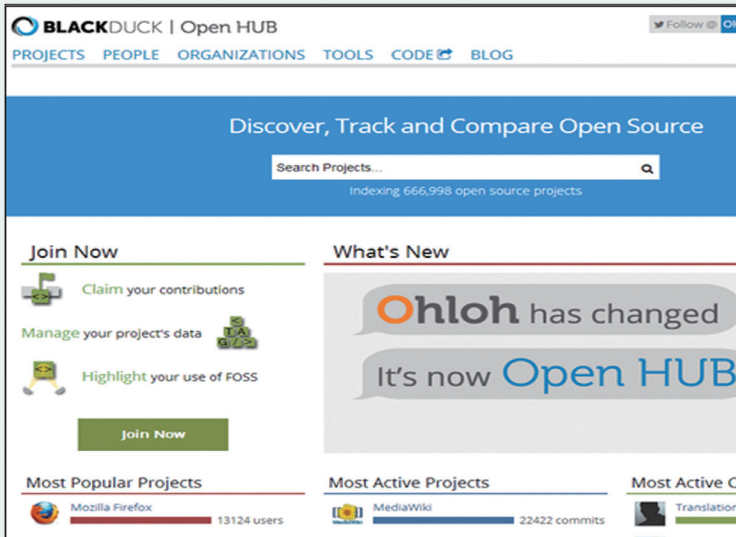 BLACKDUCK | Open HUB
Follow @
PROJECTS PEOPLE ORGANIZATIONS TOOLS CODE BLOG
Discover, Track and Compare Open Source
Search Projects...
Indexing 666,998 open source projects
Join Now
Claim your contributions
Manage your project's data
Highlight your use of FOSS
Join Now
What's New
Ohloh has changed
It's now Open HUB
Most Popular Projects
Mozilla Firefox
13124 users
Most Active Projects
MediaWiki
22422 commits
Most Active
Translation